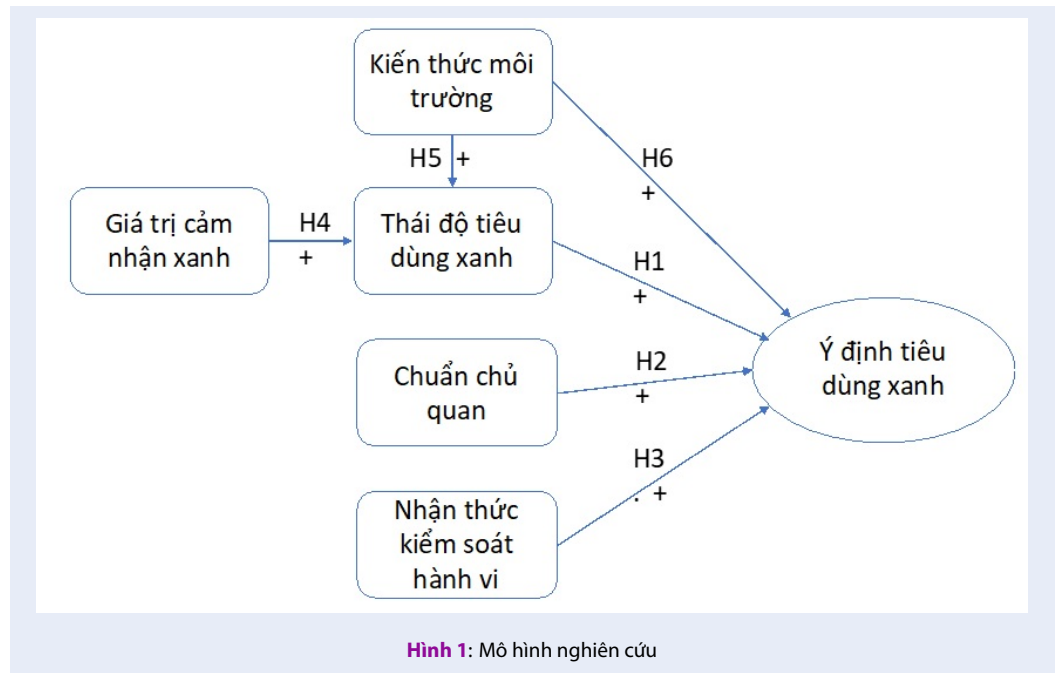 Kiến thức môi
trường
H5 +
H6
+
Giá trị cảm
nhận xanh
H4
+
Thái độ tiêu
dùng xanh
H1
+
Chuẩn chủ
quan
H2
+
Ý định tiêu
dùng xanh
Nhận thức
kiểm soát
hành vi
H3
. +
Hình 1: Mô hình nghiên cứu